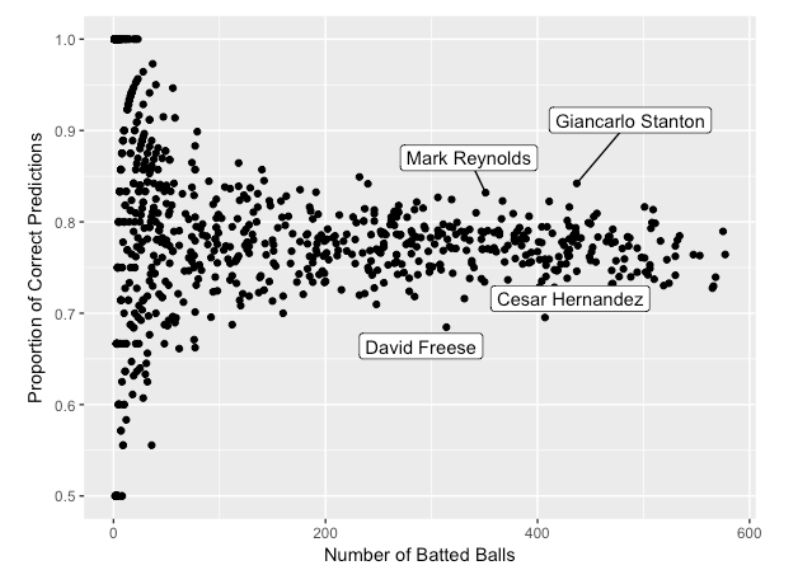 1.0
0.9
0.8
0.7
0.6
0.5
Proportion of Correct Predictions
Giancarlo Stanton
Mark Reynolds
Cesar Hernandez
David Freese
0
200
400
600
Number of Batted Balls